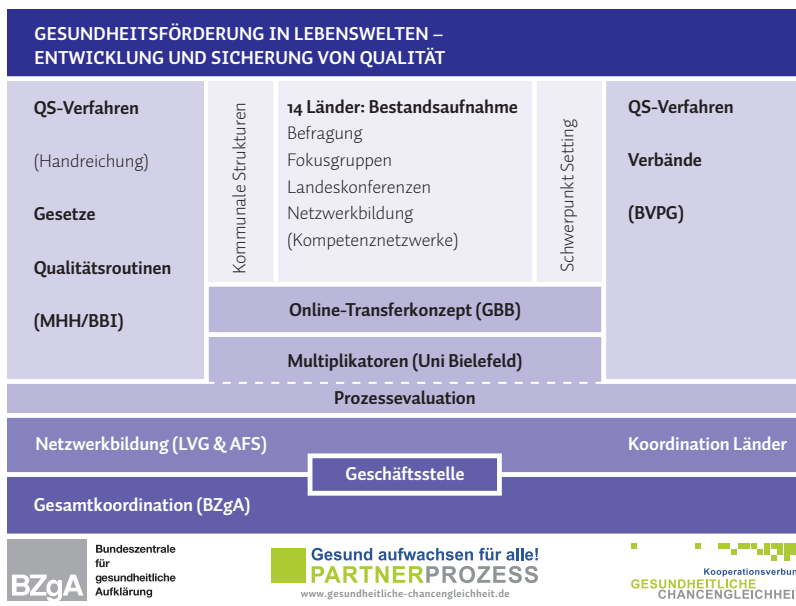 GESUNDHEITSFÖRDERUNG IN LEBENSWELTEN –
ENTWICKLUNG UND SICHERUNG VON QUALITÄT
QS-Verfahren
(Handreichung)
Gesetze
Qualitätsroutinen
(MHH/BBI)
Kommunale Strukturen
14 Länder: Bestandsaufnahme
Befragung
Fokusgruppen
Landeskonferenzen
Netzwerkbildung
(Kompetenznetzwerke)
Schwerpunkt Setting
QS-Verfahren
Verbände
(BVPG)
Online-Transferkonzept (GBB)
Multiplikatoren (Uni Bielefeld)
Prozessevaluation
Netzwerkbildung (LVG & AFS)
Koordination Länder
Geschäftsstelle
Gesamtkoordination (BZgA)
BZgA
Bundeszentrale
für
gesundheitliche
Aufklärung
Gesund aufwachsen für alle!
PARTNERPROZESS
www.gesundheitliche-chancengleichheit.de
Kooperationsverbun
GESUNDHEITLICHE
CHANCENGLEICHHEI